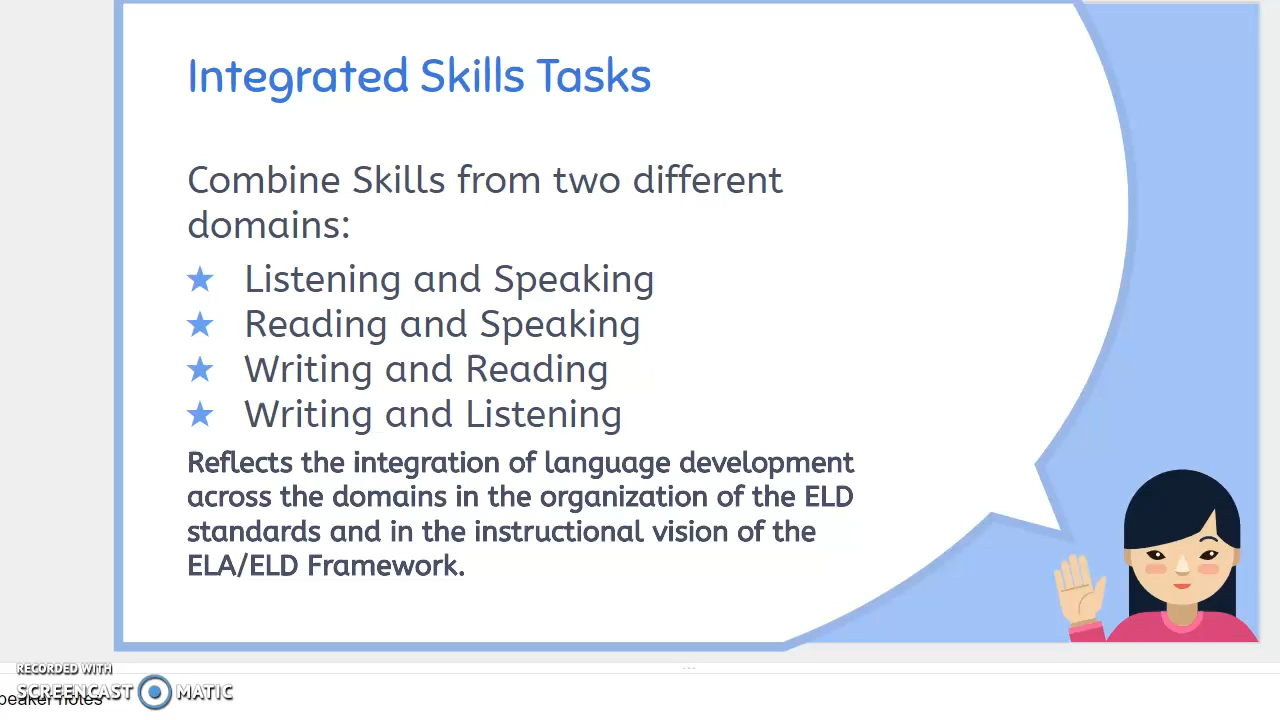 Integrated Skills Tasks
Combine Skills from two different
domains:
Listening and Speaking
Reading and Speaking
Writing and Reading
Writing and Listening
Reflects the integration of language development
across the domains in the organization of the ELD
standards and in the instructional vision of the
ELA/ELD Framework.
RECORDED WITH
SCREENCAST MATIC
peaker notes